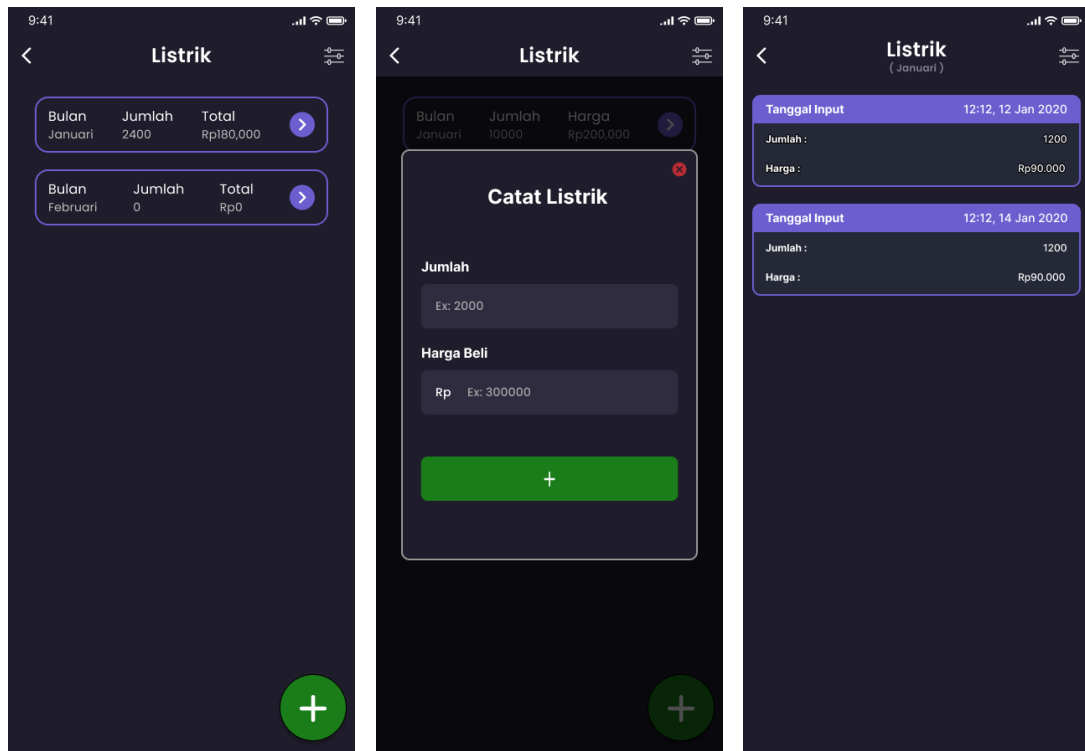 9:41
Listrik
Bulan Jumlah Total
Januari 2400 Rp180,000
Bulan Jumlah Total
Februari 0 Rp0
9:41
Listrik
Bulan Jumlah Harga
Januari 10000 Rp200,000
Catat Listrik
Jumlah
Ex: 2000
Harga Beli
Rp Ex: 300000
+
+
9:41
Listrik
( Januari )
Tanggal Input 12:12, 12 Jan 2020
Jumlah : 1200
Harga : Rp90.000
Tanggal Input 12:12, 14 Jan 2020
Jumlah : 1200
Harga : Rp90.000